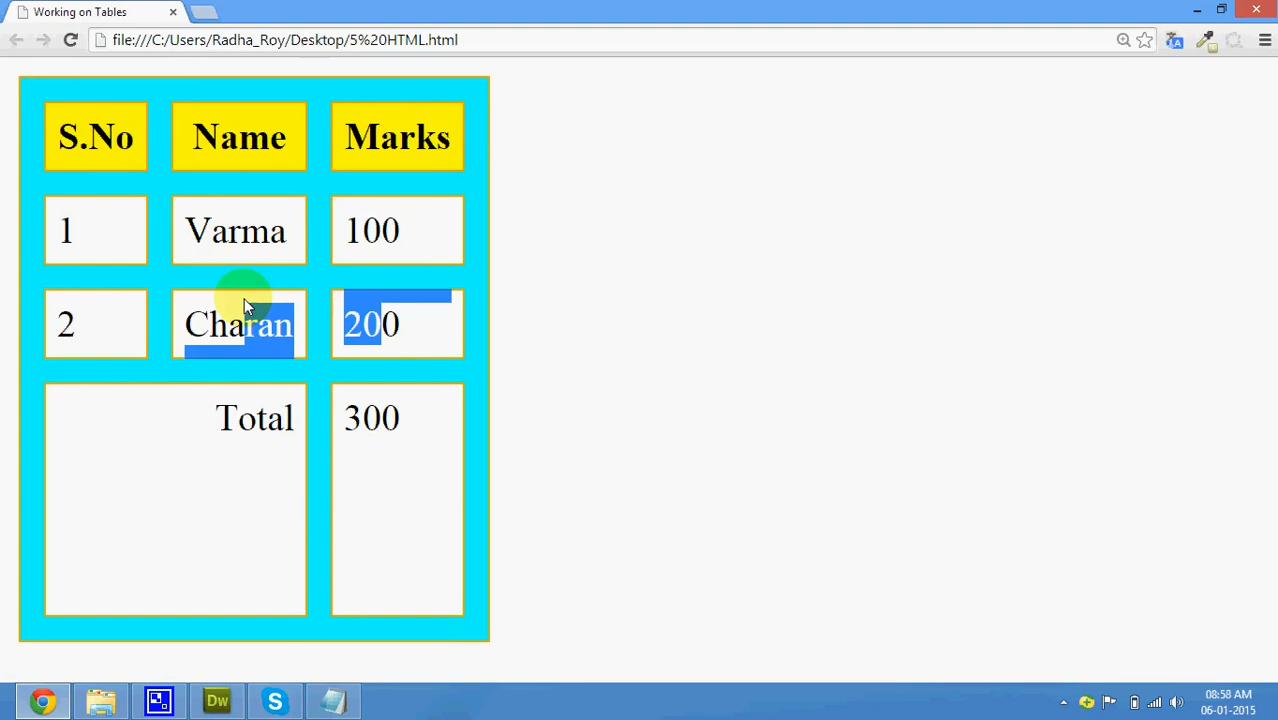 Working on Tables
file:///C:/Users/Radha_Roy/Desktop/5%20HTML.html
S.No Name Marks
1 Varma 100
2 Charan 200
Total 300
Dw
08:58 AM
06-01-2015